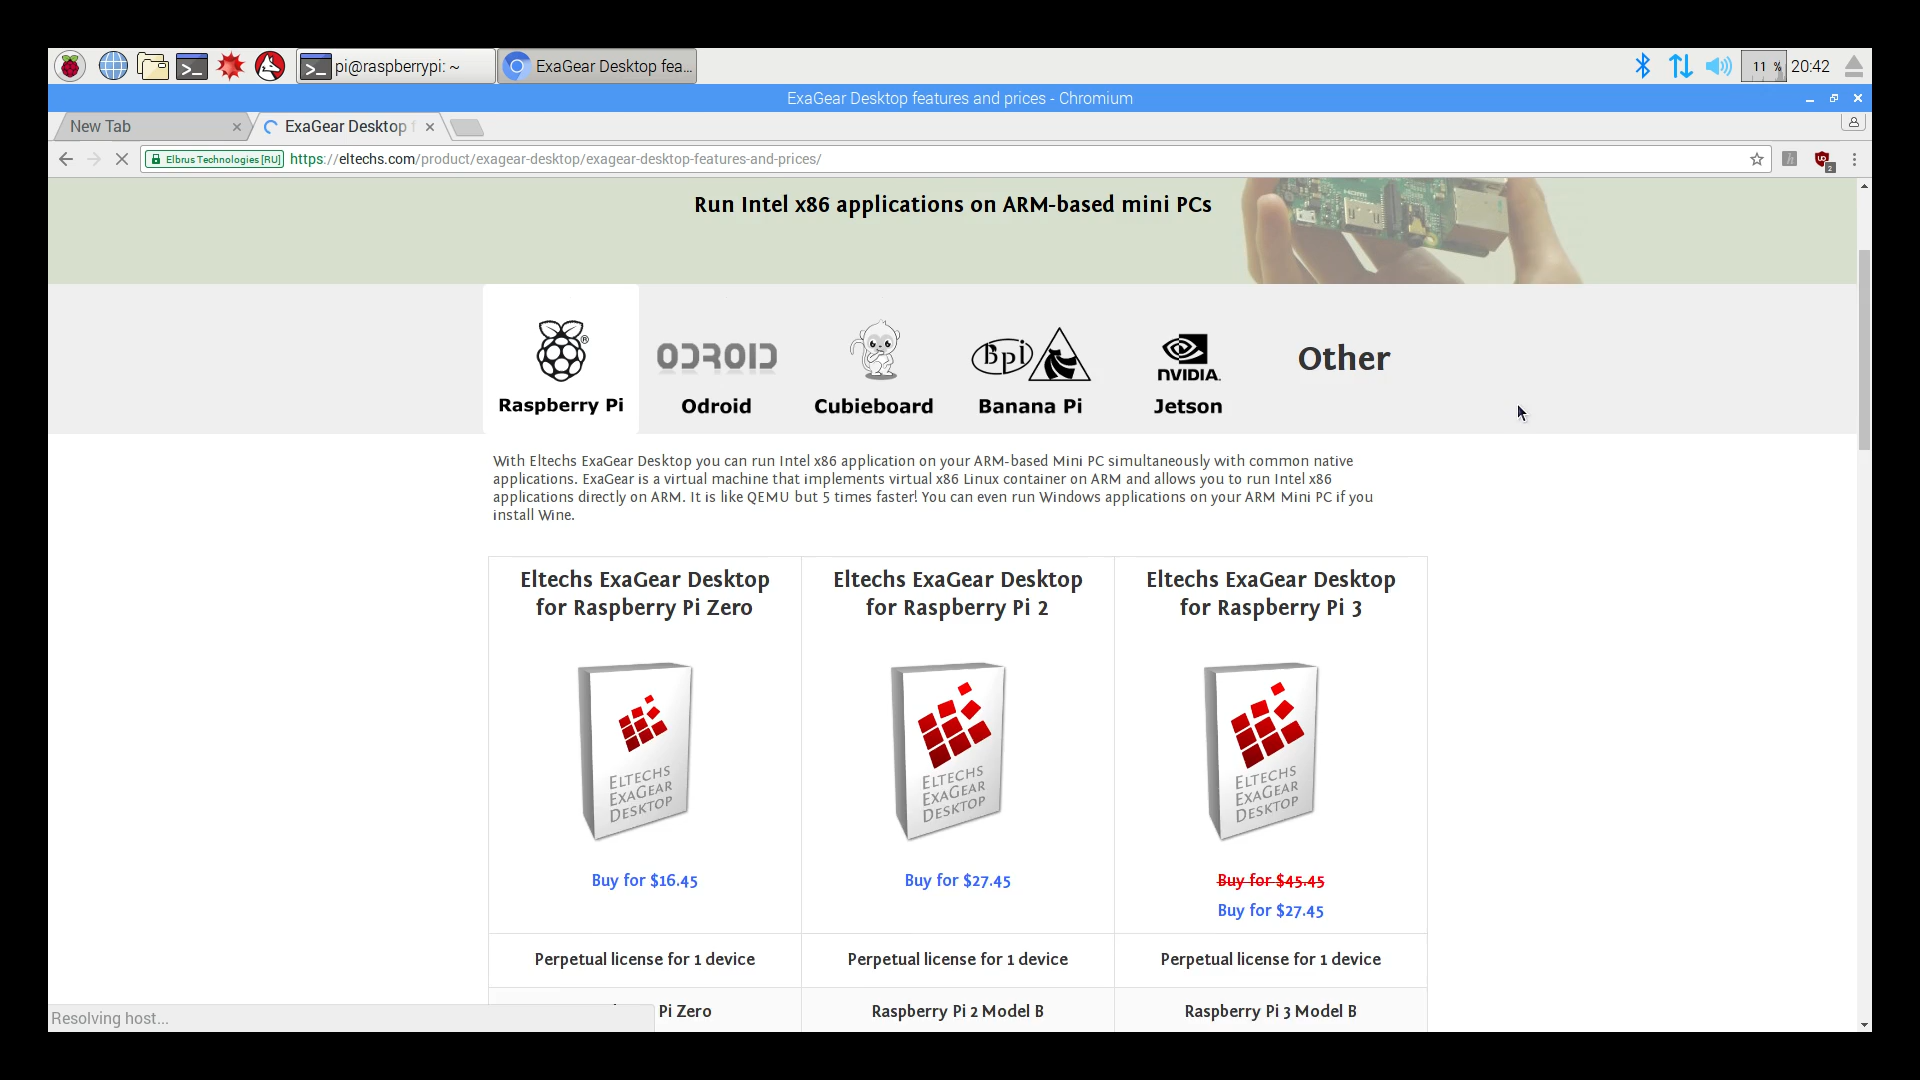 pi@raspberrypi: ~
ExaGear Desktop fea...
11 %
20:42
ExaGear Desktop features and prices - Chromium
New Tab
ExaGear Desktop f
Elbrus Technologies [RU]
https://eltechs.com/product/exagear-desktop/exagear-desktop-features-and-prices/
2
Run Intel x86 applications on ARM-based mini PCs
ODROID
Bpi
NVIDIA.
Other
Raspberry Pi
Odroid
Cubieboard
Banana Pi
Jetson
With Eltechs ExaGear Desktop you can run Intel x86 application on your ARM-based Mini PC simultaneously with common native
applications. ExaGear is a virtual machine that implements virtual x86 Linux container on ARM and allows you to run Intel x86
applications directly on ARM. It is like QEMU but 5 times faster! You can even run Windows applications on your ARM Mini PC if you
install Wine.
Eltechs ExaGear Desktop
for Raspberry Pi Zero
ELTECHS
EXAGEAR
DESKTOP
Buy for $16.45
Perpetual license for 1 device
Pi Zero
Eltechs ExaGear Desktop
for Raspberry Pi 2
ELTECHS
EXAGEAR
DESKTOP
Buy for $27.45
Perpetual license for 1 device
Raspberry Pi 2 Model B
Eltechs ExaGear Desktop
for Raspberry Pi 3
ELTECHS
EXAGEAR
DESKTOP
Buy for $45.45
Buy for $27.45
Perpetual license for 1 device
Raspberry Pi 3 Model B
Resolving host...